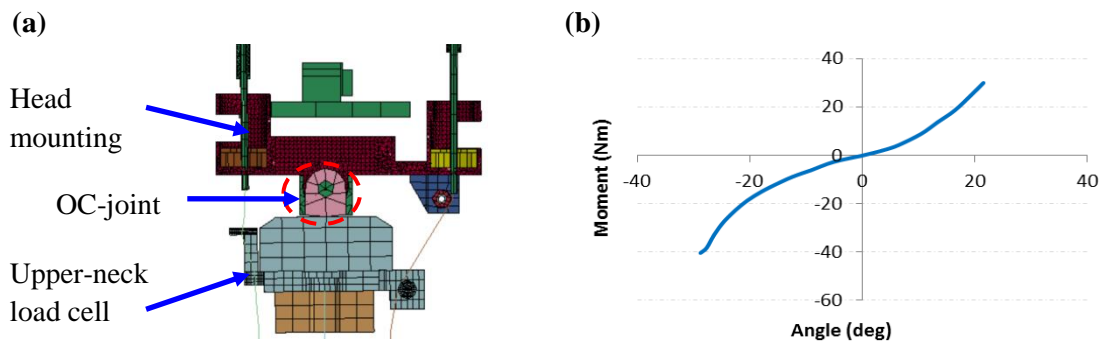 (a)
Head
mounting
OC-joint
Upper-neck
load cell
(b)
Moment (Nm)
40
20
0
-20
-40
-60
-40
-20
0
20
40
Angle (deg)